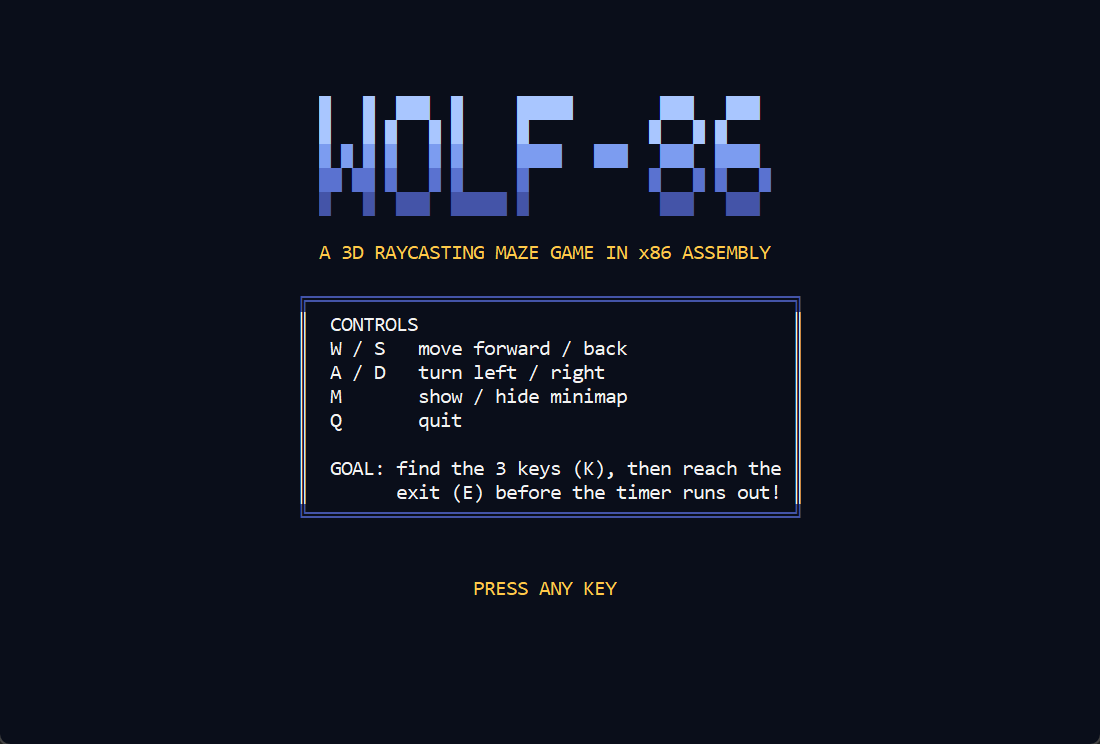 WOLF-86
A 3D RAYCASTING MAZE GAME IN x86 ASSEMBLY
CONTROLS
W / S   move forward / back
A / D   turn left / right
M       show / hide minimap
Q       quit
GOAL: find the 3 keys (K), then reach the
exit (E) before the timer runs out!
PRESS ANY KEY